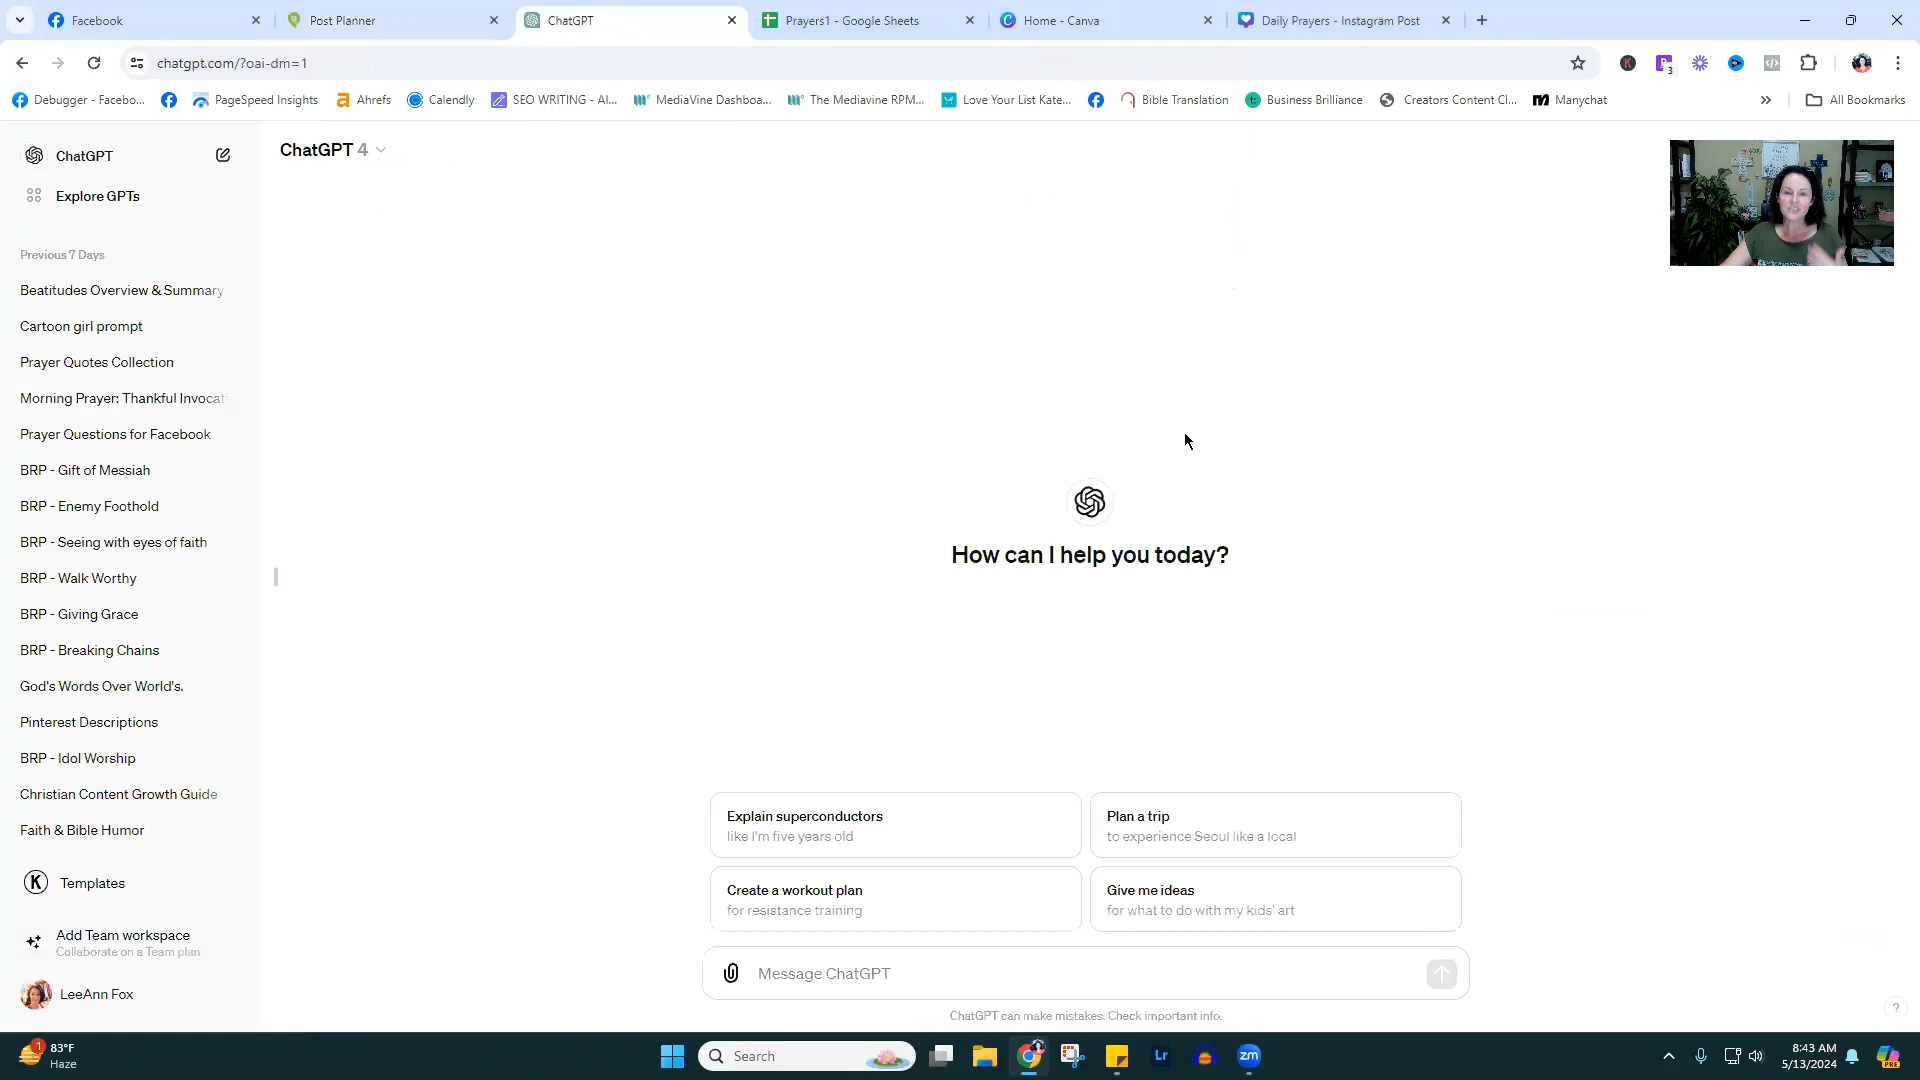 Facebook
Post Planner
ChatGPT
Prayers1 - Google Sheets
Home - Canva
Daily Prayers - Instagram Post
chatgpt.com/?oai-dm=1
3
Debugger - Facebo...
PageSpeed Insights
Ahrefs
Calendly
SEO WRITING - AI...
MediaVine Dashboa...
The Mediavine RPM...
Love Your List Kate...
Bible Translation
Business Brilliance
Creators Content Cl...
Manychat
All Bookmarks
ChatGPT
ChatGPT 4
Explore GPTs
Previous 7 Days
Beatitudes Overview & Summary
Cartoon girl prompt
Prayer Quotes Collection
Morning Prayer: Thankful Invocati
Prayer Questions for Facebook
BRP - Gift of Messiah
BRP - Enemy Foothold
BRP - Seeing with eyes of faith
BRP - Walk Worthy
BRP - Giving Grace
BRP - Breaking Chains
God's Words Over World's.
Pinterest Descriptions
BRP - Idol Worship
Christian Content Growth Guide
Faith & Bible Humor
K Templates
Add Team workspace
Collaborate on a Team plan
LeeAnn Fox
How can I help you today?
Explain superconductors
like I'm five years old
Plan a trip
to experience Seoul like a local
Create a workout plan
for resistance training
Give me ideas
for what to do with my kids' art
Message ChatGPT
ChatGPT can make mistakes. Check important info.
?
1
83°F
Haze
Search
Lr
zm
8:43 AM
5/13/2024
PRE